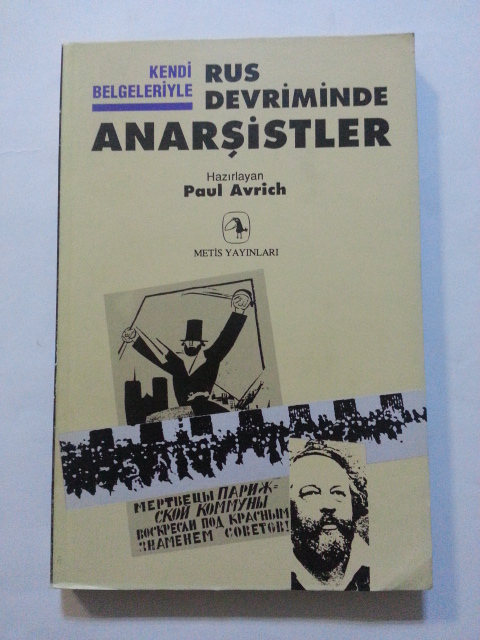 KENDİ
BELGELERİYLE
RUS
DEVRİMİNDE
ANARŞİSTLER
Hazırlayan
Paul Avrich
METİS YAYINLARI
МЕРТВЕЦЫ ПАРИЖ=
СКОЙ КОММУНЫ
ВОСКРЕСЛИ ПОД КРАСНЫМ
ЗНАМЕНЕМ СОВЕТОВ!